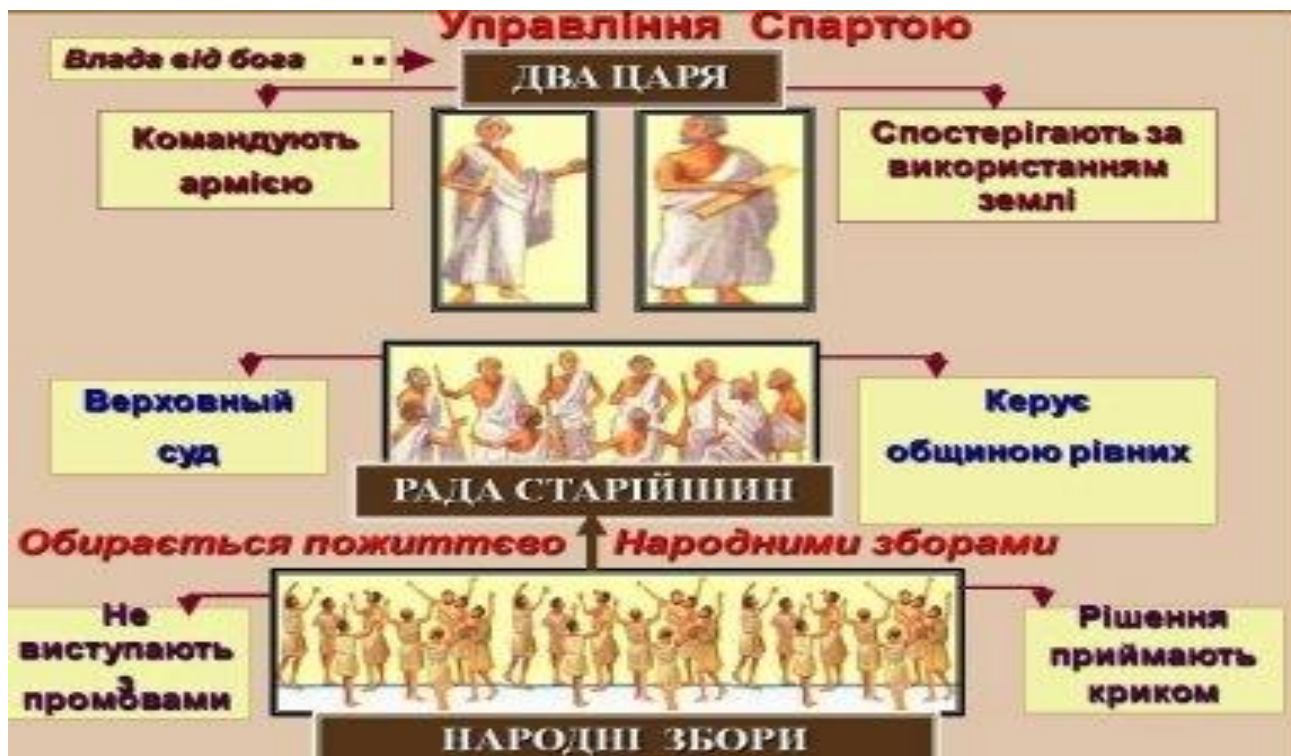 Управління Спартою
Влада від бога
ДВА ЦАРЯ
Командують
армією
Спостерігають за
використанням
землі
Верховный
суд
Керує
общиною рівних
РАДА СТАРІЙШИН
Обирається пожиттєво Народними зборами
Не
виступають
з
промовами
Рішення
приймають
криком
НАРОДНІ ЗБОРИ